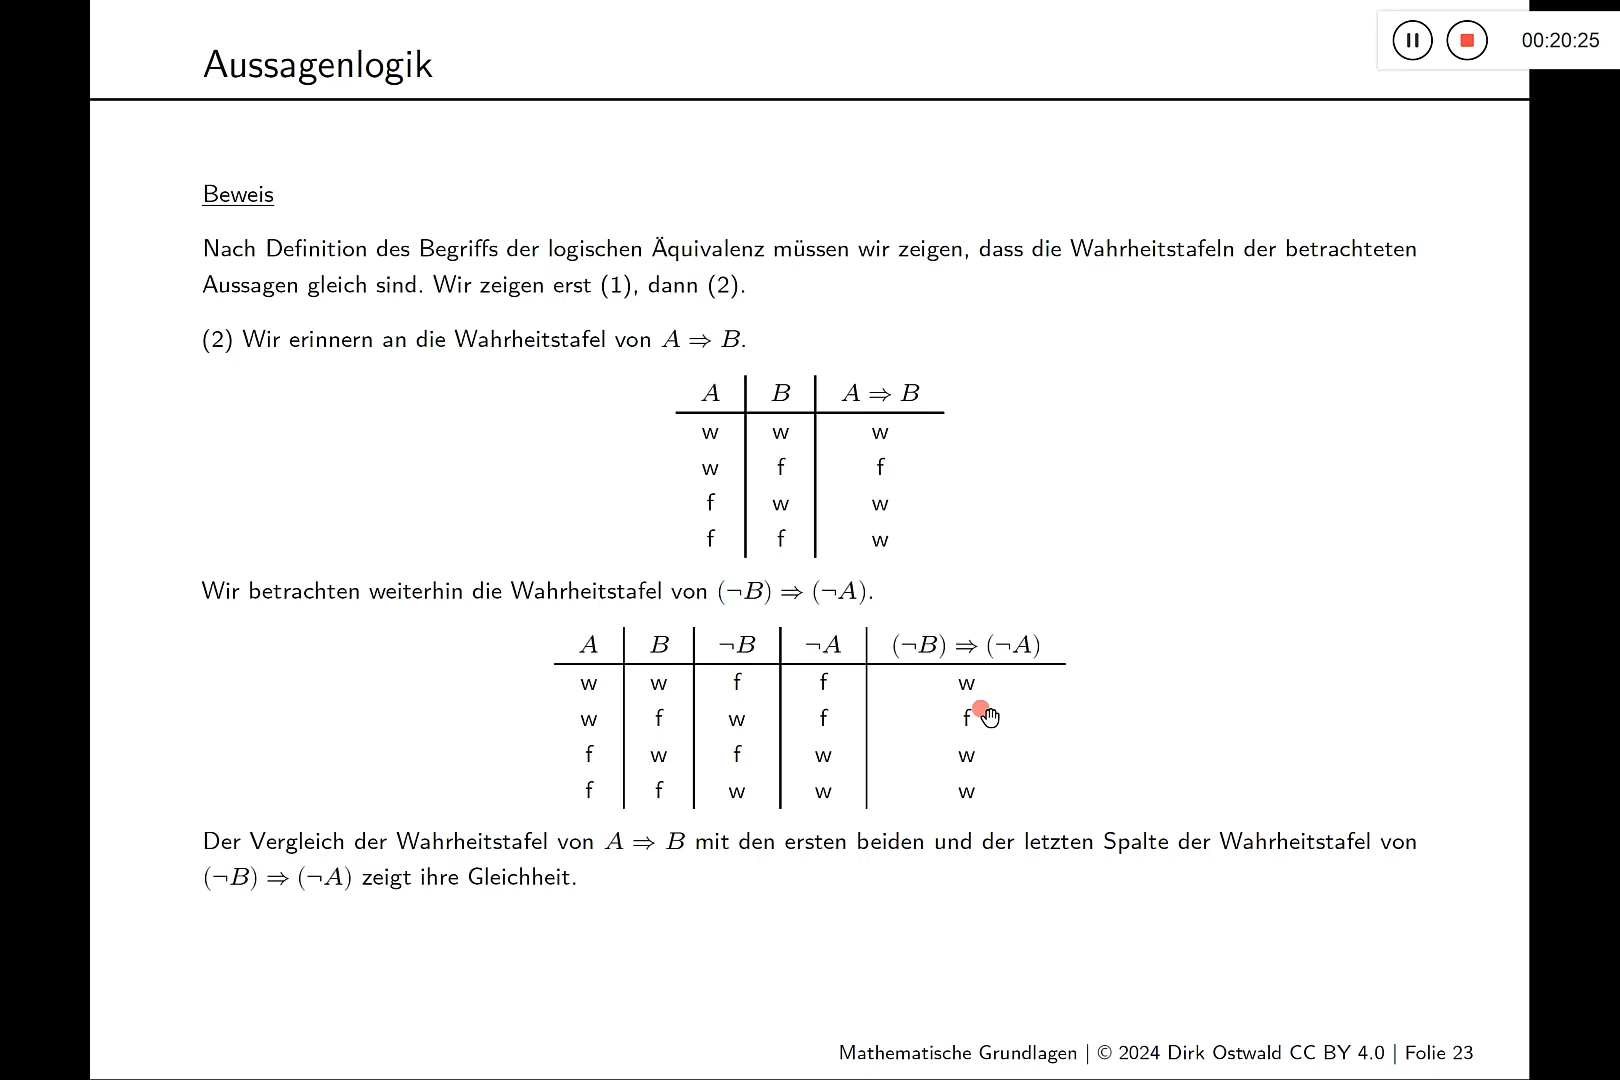 Aussagenlogik
00:20:25
Beweis
Nach Definition des Begriffs der logischen Äquivalenz müssen wir zeigen, dass die Wahrheitstafeln der betrachteten
Aussagen gleich sind. Wir zeigen erst (1), dann (2).
(2) Wir erinnern an die Wahrheitstafel von A ⇒ B.
A B A ⇒ B
w w w
w f f
f w w
f f w
Wir betrachten weiterhin die Wahrheitstafel von (¬B) ⇒ (¬A).
A B ¬B ¬A (¬B) ⇒ (¬A)
w w f f w
w f w f f
f w f w w
f f w w w
Der Vergleich der Wahrheitstafel von A ⇒ B mit den ersten beiden und der letzten Spalte der Wahrheitstafel von
(¬B) ⇒ (¬A) zeigt ihre Gleichheit.
Mathematische Grundlagen | © 2024 Dirk Ostwald CC BY 4.0 | Folie 23